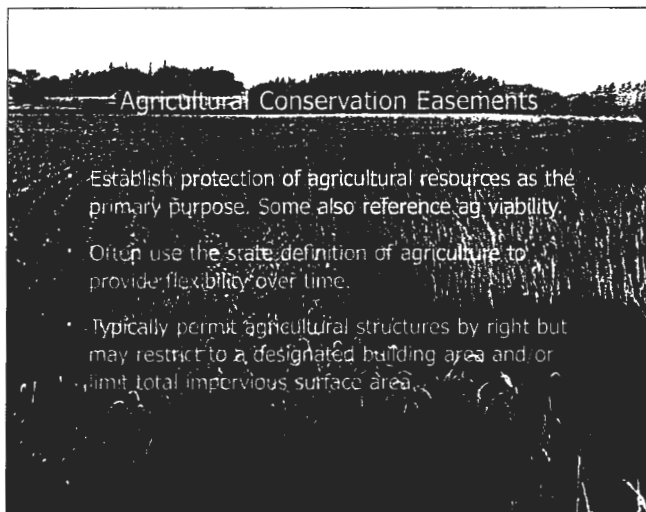 Agricultural Conservation Easements
• Establish protection of agricultural resources as the
primary purpose. Some also reference ag viability.
• Often use the state definition of agriculture to
provide flexibility over time.
• Typically permit agricultural structures by right but
may restrict to a designated building area and/or
limit total impervious surface area.